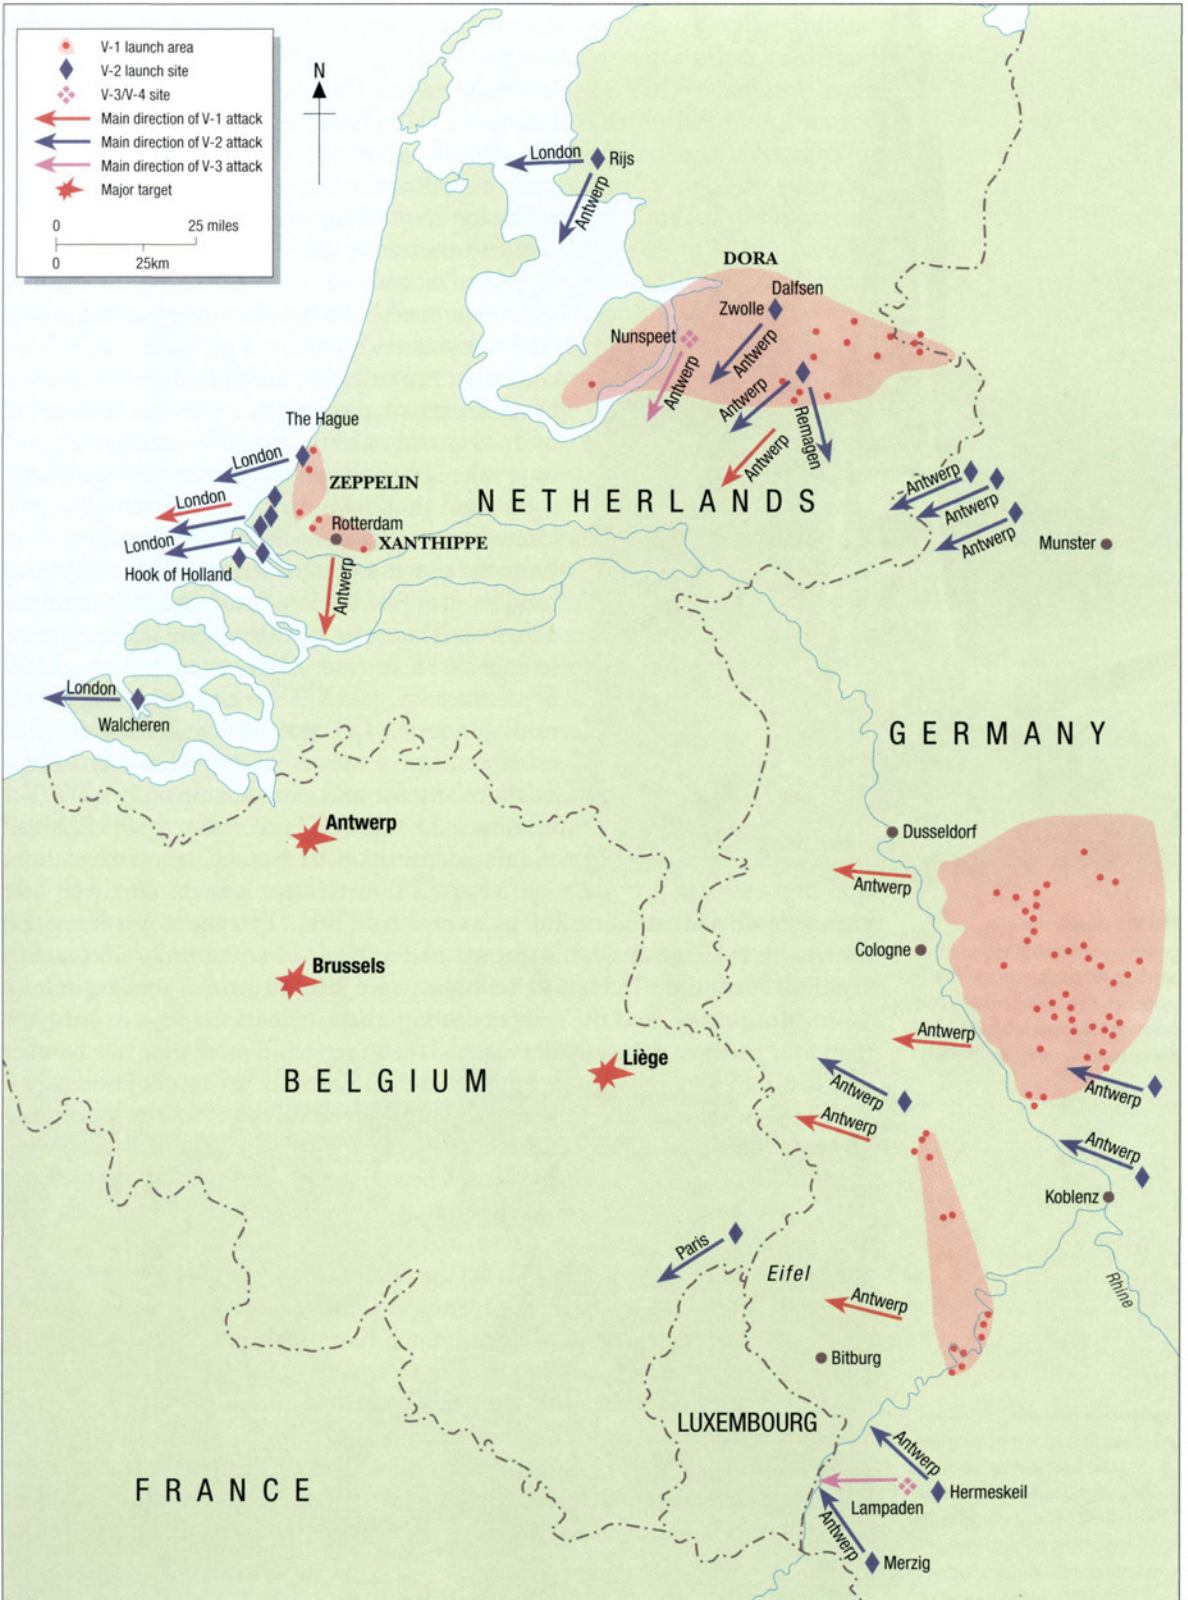 V-1 launch area
V-2 launch site
V-3/V-4 site
Main direction of V-1 attack
Main direction of V-2 attack
Main direction of V-3 attack
Major target
0 25 miles
0 25km
N
London
Rijs
Antwerp
DORA
Dalfsen
Zwolle
Nunspeet
Antwerp
Antwerp
Antwerp
Remagen
Antwerp
The Hague
London
ZEPPELIN
London
NETHERLANDS
Rotterdam
XANTHIPPE
London
Hook of Holland
Antwerp
Antwerp
Antwerp
Antwerp
Munster
London
Walcheren
GERMANY
Antwerp
Dusseldorf
Antwerp
Brussels
Cologne
Antwerp
Liège
BELGIUM
Antwerp
Antwerp
Antwerp
Antwerp
Koblenz
Paris
Eifel
Rhine
Antwerp
Bitburg
LUXEMBOURG
Antwerp
FRANCE
Hermeskeil
Lampaden
Antwerp
Merzig